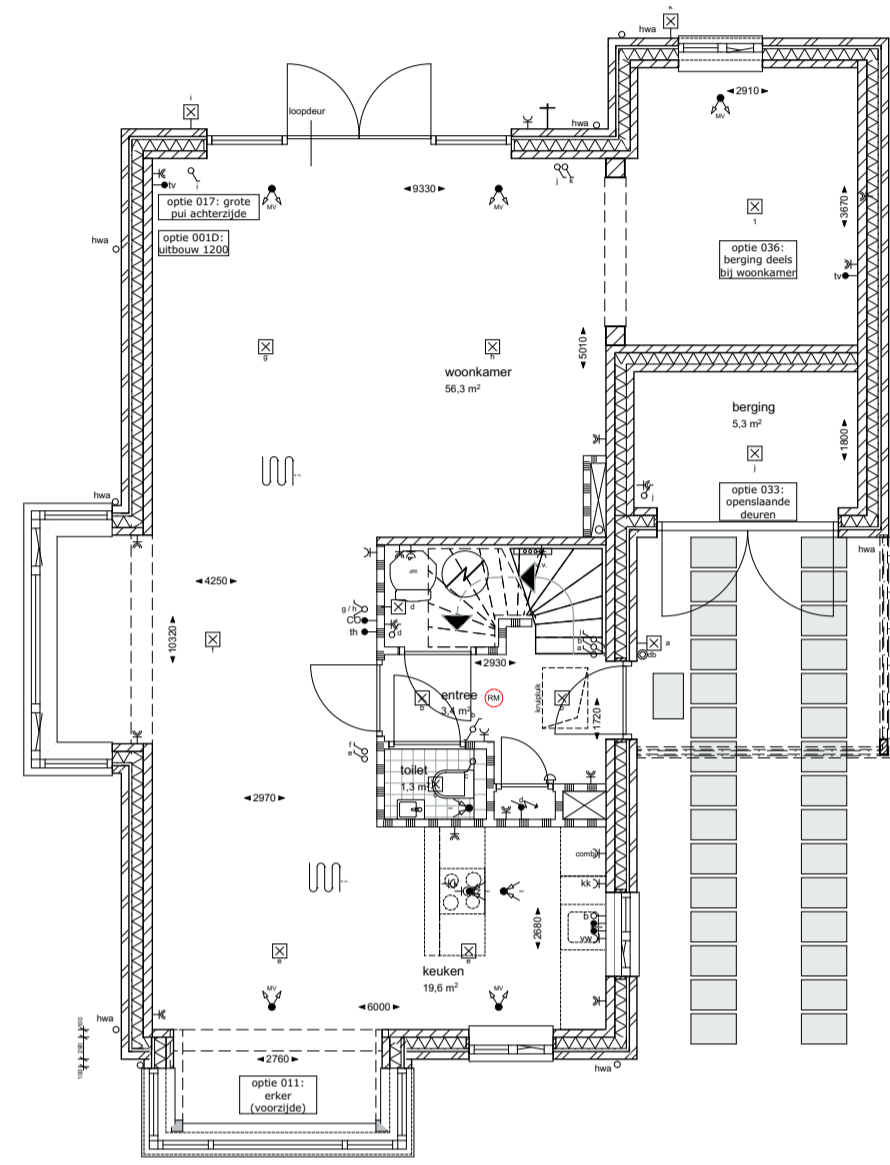 hwa
K
MV
2910
i
loopdeur
hwa
tv
i
j
k
MV
9330
MV
optie 017: grote
pui achterzijde
optie 001D:
uitbouw 1200
hwa
3670
1
optie 036:
berging deels
bij woonkamer
tv
g
h
5010
woonkamer
56,3 m²
berging
5,3 m²
1800
j
optie 033:
openslaande
deuren
j
hwa
hwa
4250
10320
g / h
CO
th
d
d
2930
a
db
entree
3,4 m²
RM
kruipluik
1720
f
e
toilet
1,3 m²
2970
combi
kk
b
vw
2680
e
e
keuken
19,6 m²
MV
MV
6000
hwa
2760
hwa
optie 011:
erker
(voorzijde)